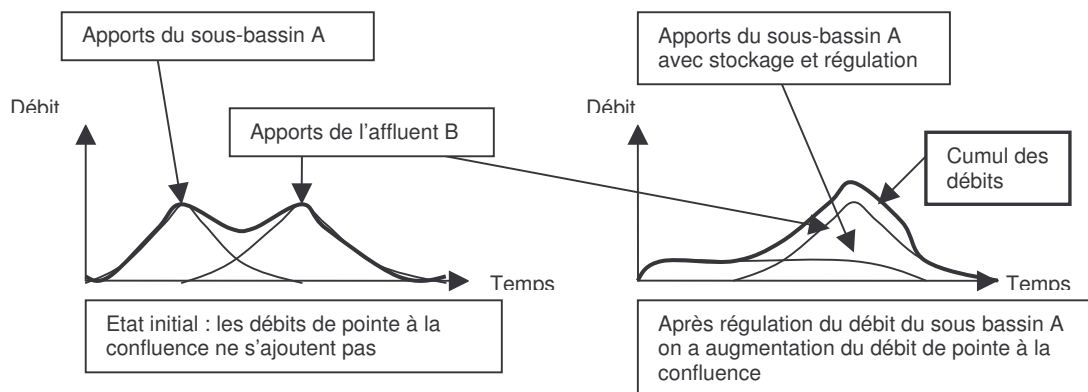 Apports du sous-bassin A
Débit
Apports de l'affluent B
Temps
Etat initial : les débits de pointe à la
confluence ne s'ajoutent pas
Apports du sous-bassin A
avec stockage et régulation
Débit
Cumul des
débits
Temps
Après régulation du débit du sous bassin A
on a augmentation du débit de pointe à la
confluence